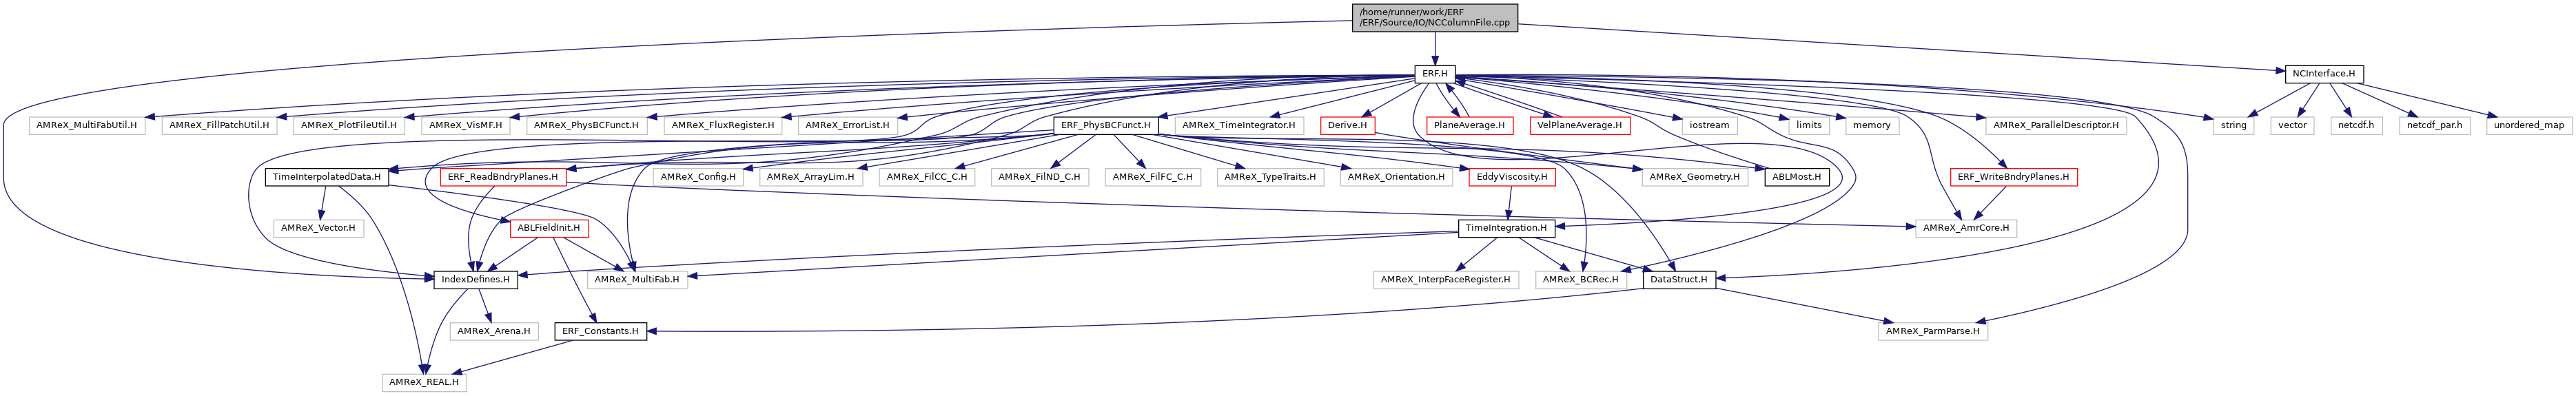 /home/runner/work/ERF
/ERF/Source/IO/NCColumnFile.cpp
ERF.H
NCInterface.H
AMReX_MultiFabUtil.H
AMReX_FillPatchUtil.H
AMReX_PlotFileUtil.H
AMReX_VisMF.H
AMReX_PhysBCFunct.H
AMReX_FluxRegister.H
AMReX_ErrorList.H
ERF_PhysBCFunct.H
AMReX_TimeIntegrator.H
Derive.H
PlaneAverage.H
VelPlaneAverage.H
iostream
limits
memory
AMReX_ParallelDescriptor.H
string
vector
netcdf.h
netcdf_par.h
unordered_map
TimeInterpolatedData.H
ERF_ReadBndryPlanes.H
AMReX_Config.H
AMReX_ArrayLim.H
AMReX_FilCC_C.H
AMReX_FilND_C.H
AMReX_FilFC_C.H
AMReX_TypeTraits.H
AMReX_Orientation.H
EddyViscosity.H
AMReX_Geometry.H
ABLMost.H
ERF_WriteBndryPlanes.H
AMReX_Vector.H
ABLFieldInit.H
TimeIntegration.H
AMReX_AmrCore.H
IndexDefines.H
AMReX_MultiFab.H
AMReX_InterpFaceRegister.H
AMReX_BCRec.H
DataStruct.H
AMReX_Arena.H
ERF_Constants.H
AMReX_ParmParse.H
AMReX_REAL.H